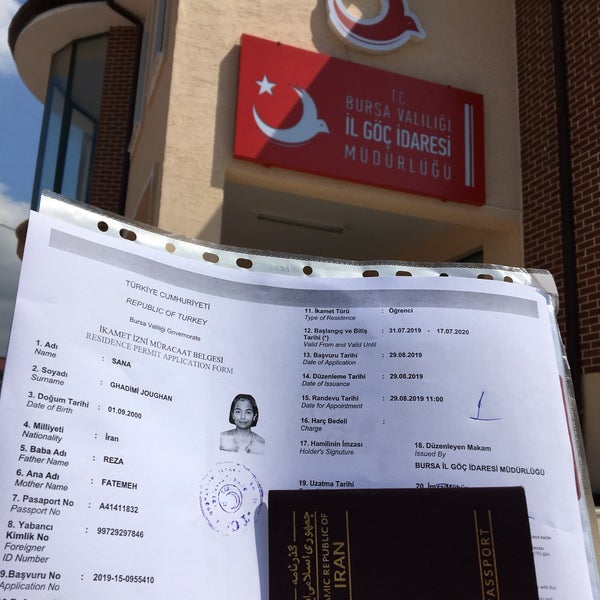 T.C.
BURSA VALİLİĞİ
İL GÖÇ İDARESİ
MÜDÜRLÜĞÜ
TÜRKİYE CUMHURİYETİ
REPUBLIC OF TURKEY
Bursa Valiliği Governorate
İKAMET İZNİ MÜRACAAT BELGESİ
RESIDENCE PERMIT APPLICATION FORM
1. Adı : SANA
Name
2. Soyadı : GHADİMİ JOUGHAN
Surname
3. Doğum Tarihi : 01.09.2000
Date of Birth
4. Milliyeti : İran
Nationality
5. Baba Adı : REZA
Father Name
6. Ana Adı : FATEMEH
Mother Name
7. Pasaport No : A41411832
Passport No
8. Yabancı : 99729297846
Kimlik No
Foreigner
ID Number
9.Başvuru No : 2019-15-0955410
Application No
11. İkamet Türü : Öğrenci
Type of Residence
12. Başlangıç ve Bitiş : 31.07.2019 - 17.07.2020
Tarihi (*)
Valid From and Valid Until
13. Başvuru Tarihi : 29.08.2019
Date of Application
14. Düzenleme Tarihi : 29.08.2019
Date of Issuance
15. Randevu Tarihi : 29.08.2019 11:00
Date for Appointment
16. Harç Bedeli :
Charge
17. Hamilinin İmzası
Holder's Signature
18. Düzenleyen Makam
Issued By
BURSA İL GÖÇ İDARESİ MÜDÜRLÜĞÜ
19. Uzatma Tarihi
20.
گذرنامه
جمهوری اسلامی
ISLAMIC REPUBLIC OF
IRAN
PASSPORT